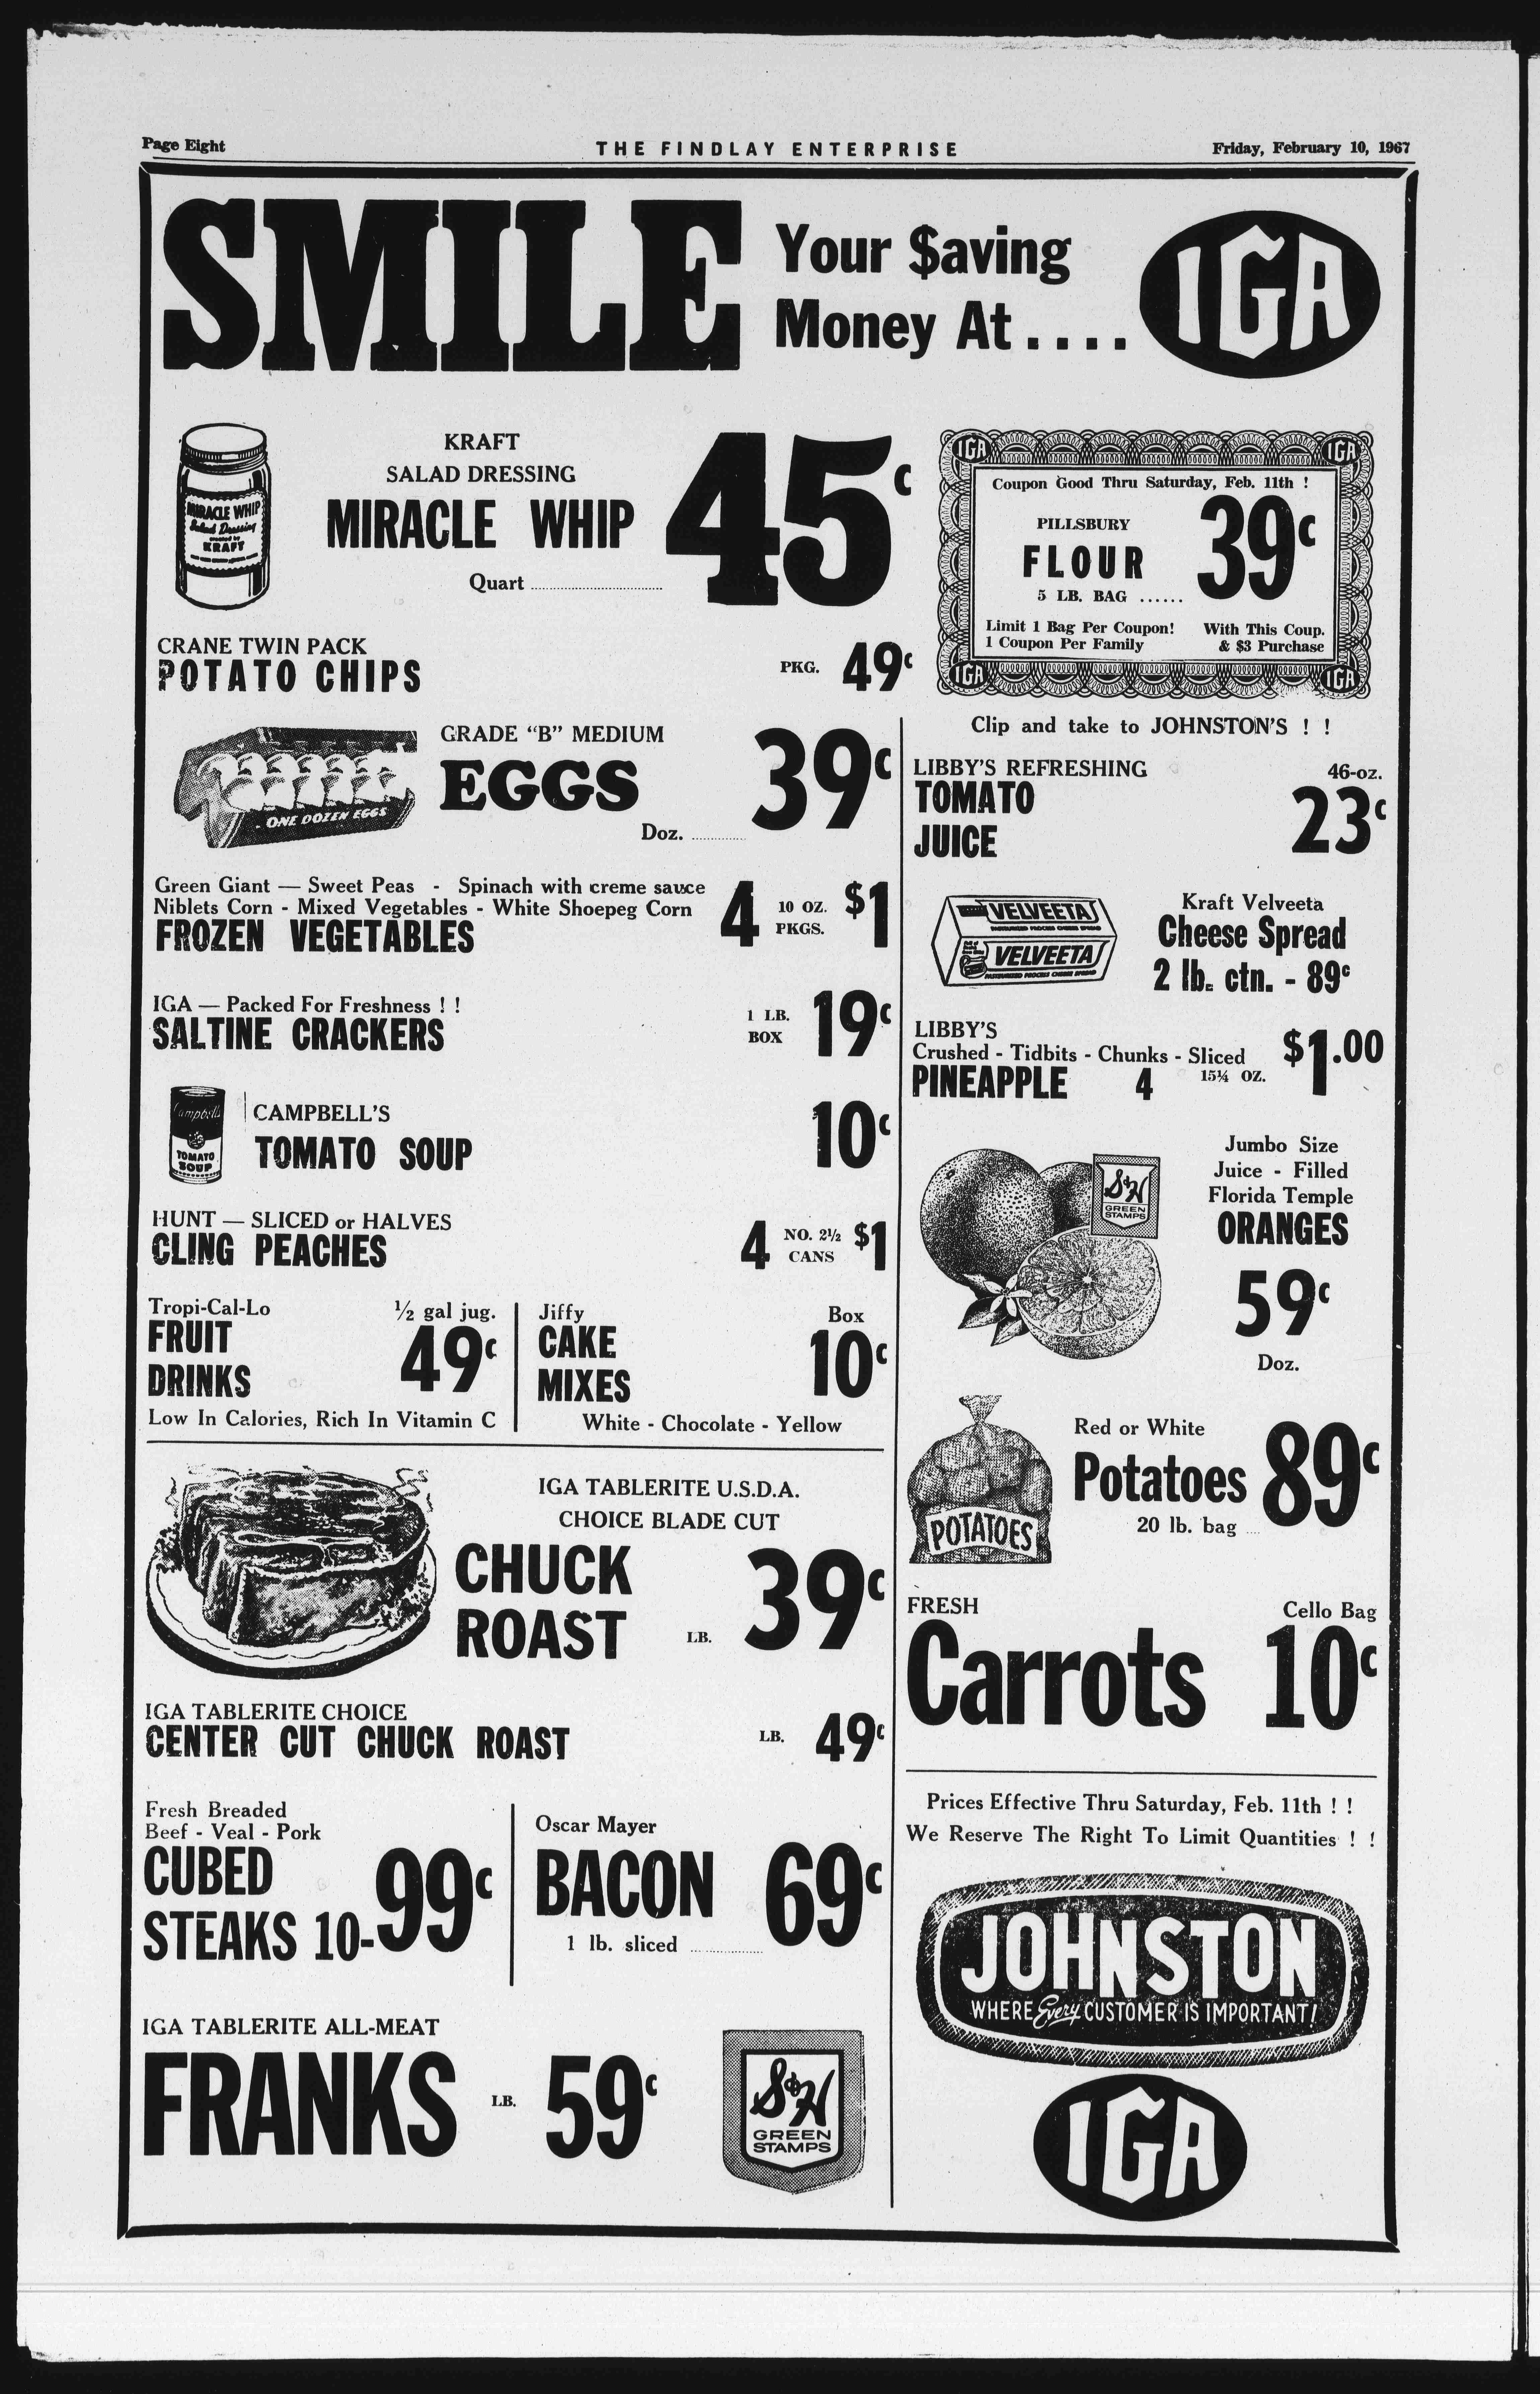 Page Eight
THE FINDLAY ENTERPRISE
Friday, February 10, 1967
SMILE
Your $aving
Money At....
IGA
MIRACLE WHIP
Salad Dressing
KRAFT
KRAFT
SALAD DRESSING
MIRACLE WHIP
Quart
45c
IGA
IGA
Coupon Good Thru Saturday, Feb. 11th !
PILLSBURY
FLOUR
5 LB. BAG ......
39c
Limit 1 Bag Per Coupon!
1 Coupon Per Family
With This Coup.
& $3 Purchase
IGA
IGA
Clip and take to JOHNSTON'S ! !
CRANE TWIN PACK
POTATO CHIPS
PKG. 49c
ONE DOZEN EGGS
GRADE "B" MEDIUM
EGGS
Doz.
39c
Green Giant — Sweet Peas - Spinach with creme sauce
Niblets Corn - Mixed Vegetables - White Shoepeg Corn
FROZEN VEGETABLES
4 10 OZ. PKGS. $1
IGA — Packed For Freshness ! !
SALTINE CRACKERS
1 LB. BOX 19c
Campbell's
TOMATO
SOUP
CAMPBELL'S
TOMATO SOUP
10c
HUNT — SLICED or HALVES
CLING PEACHES
4 NO. 2½ CANS $1
Tropi-Cal-Lo
FRUIT
DRINKS
½ gal jug.
49c
Low In Calories, Rich In Vitamin C
Jiffy
CAKE
MIXES
Box
10c
White - Chocolate - Yellow
IGA TABLERITE U.S.D.A.
CHOICE BLADE CUT
CHUCK
ROAST
LB. 39c
IGA TABLERITE CHOICE
CENTER CUT CHUCK ROAST
LB. 49c
Fresh Breaded
Beef - Veal - Pork
CUBED
STEAKS 10-99c
Oscar Mayer
BACON
1 lb. sliced
69c
IGA TABLERITE ALL-MEAT
FRANKS
LB. 59c
S&H
GREEN
STAMPS
LIBBY'S REFRESHING
TOMATO
JUICE
46-oz.
23c
VELVEETA
VELVEETA
Kraft Velveeta
Cheese Spread
2 lb. ctn. - 89c
LIBBY'S
Crushed - Tidbits - Chunks - Sliced
PINEAPPLE 4 15¼ OZ.
$1.00
S&H
GREEN
STAMPS
Jumbo Size
Juice - Filled
Florida Temple
ORANGES
59c
Doz.
POTATOES
Red or White
Potatoes
20 lb. bag
89c
FRESH
Carrots
Cello Bag
10c
Prices Effective Thru Saturday, Feb. 11th ! !
We Reserve The Right To Limit Quantities ! !
JOHNSTON
WHERE Every CUSTOMER IS IMPORTANT!
IGA